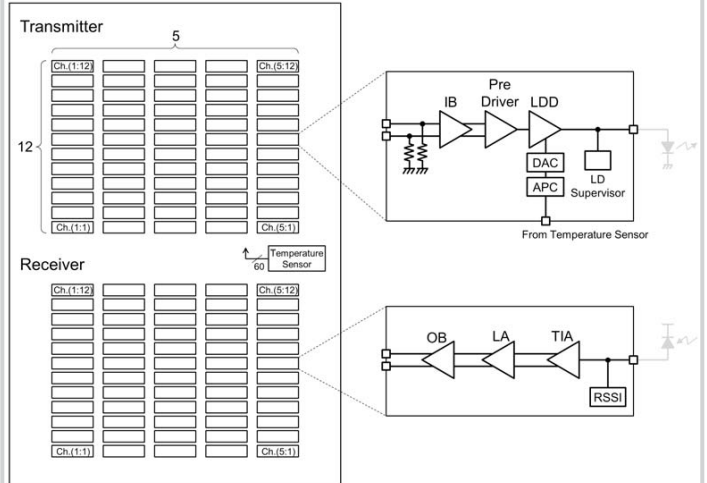 Transmitter
5
Ch.(1:12)
Ch.(5:12)
12
Ch.(1:1)
Ch.(5:1)
IB
Pre
Driver
LDD
DAC
APC
LD
Supervisor
From Temperature Sensor
Receiver
60
Temperature
Sensor
Ch.(1:12)
Ch.(5:12)
Ch.(1:1)
Ch.(5:1)
OB
LA
TIA
RSSI